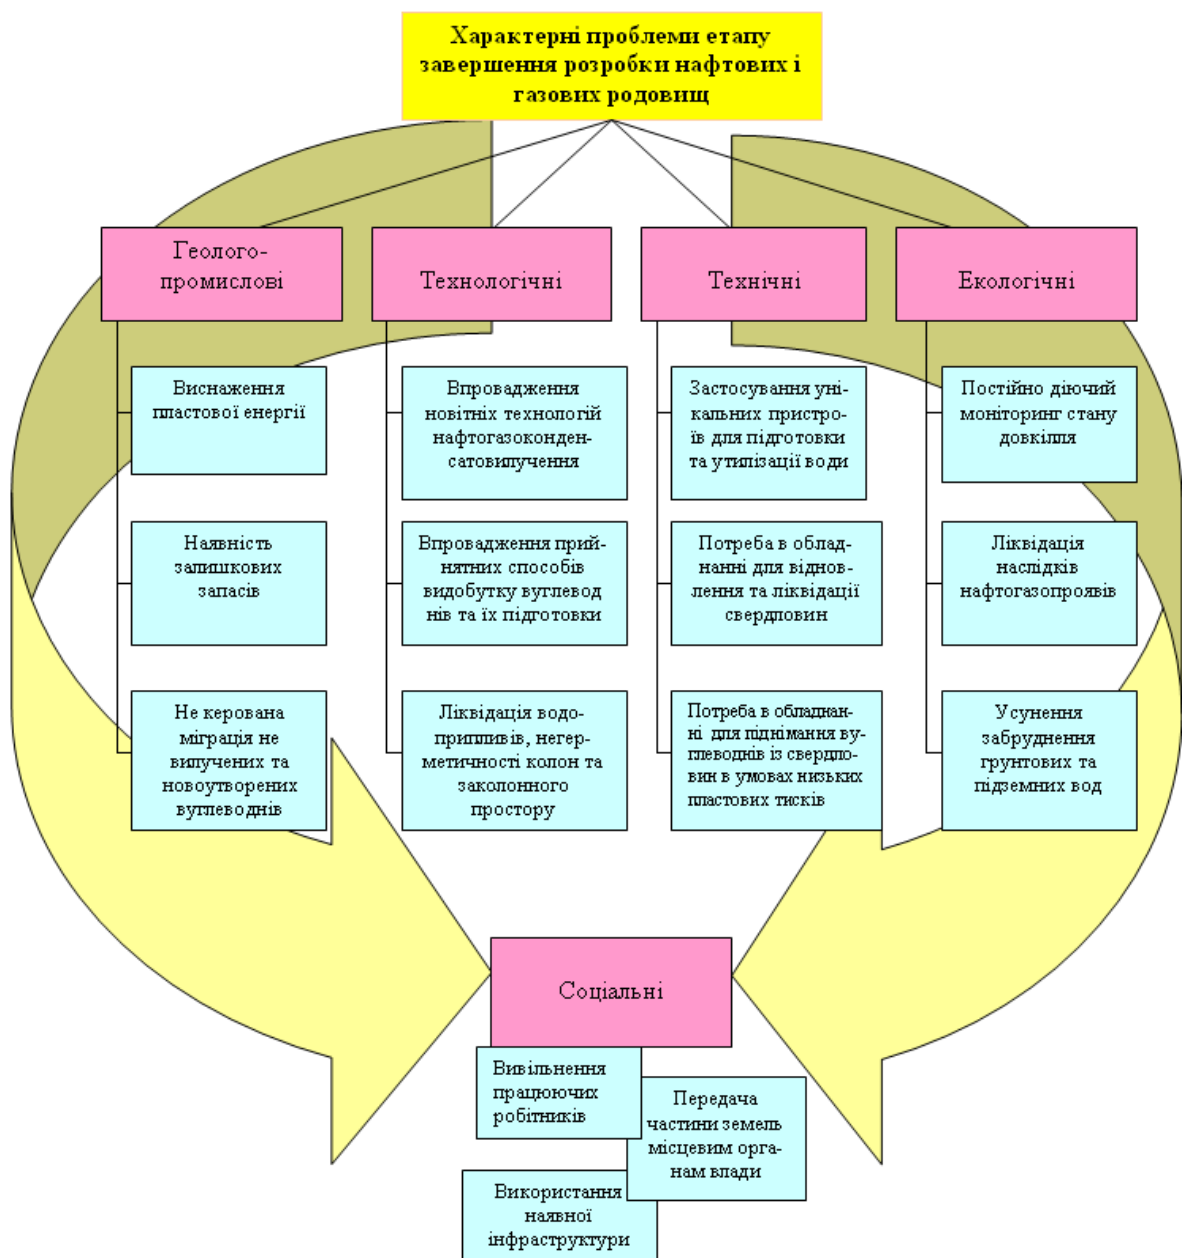 Характерні проблеми етапу
завершення розробки нафтових і
газових родовищ
Геолого-
промислові
Технологічні
Технічні
Екологічні
Виснаження
пластової енергії
Впровадження
новітніх технологій
нафтогазоконден-
сатовилучення
Застосування уні-
кальних пристро-
їв для підготовки
та утилізації води
Постійно діючий
моніторинг стану
довкілля
Наявність
залишкових
запасів
Впровадження прий-
нятних способів
видобутку вуглевод
нів та їх підготовки
Потреба в облад-
нанні для віднов-
лення та ліквідації
свердловин
Ліквідація
наслідків
нафтогазопроявів
Не керована
міграція не
вилучених та
новоутворених
вуглеводнів
Ліквідація водо-
припливів, негер-
метичності колон та
заколонного
простору
Потреба в обладнан-
ні для піднімання ву-
глеводнів із свердло-
вин в умовах низьких
пластових тисків
Усунення
забруднення
грунтових та
підземних вод
Соціальні
Вивільнення
працюючих
робітників
Передача
частини земель
місцевим орга-
нам влади
Використання
наявної
інфраструктури